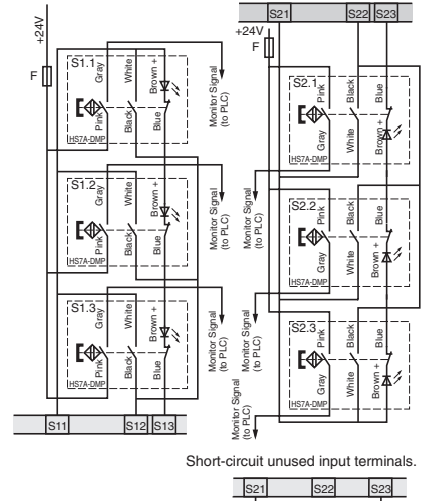 +24V
F
S1.1
Gray
White
Brown +
Pink
Black
Blue
HS7A-DMP
Monitor Signal
(to PLC)
S1.2
Gray
White
Brown +
Pink
Black
Blue
HS7A-DMP
Monitor Signal
(to PLC)
S1.3
Gray
White
Brown +
Pink
Black
Blue
HS7A-DMP
Monitor Signal
(to PLC)
S11
S12
S13
S21
S22
S23
+24V
F
S2.1
Pink
Black
Blue
Gray
White
Brown +
HS7A-DMP
Monitor Signal
(to PLC)
S2.2
Pink
Black
Blue
Gray
White
Brown +
HS7A-DMP
Monitor Signal
(to PLC)
S2.3
Pink
Black
Blue
Gray
White
Brown +
HS7A-DMP
Monitor Signal
(to PLC)
Short-circuit unused input terminals.
S21
S22
S23